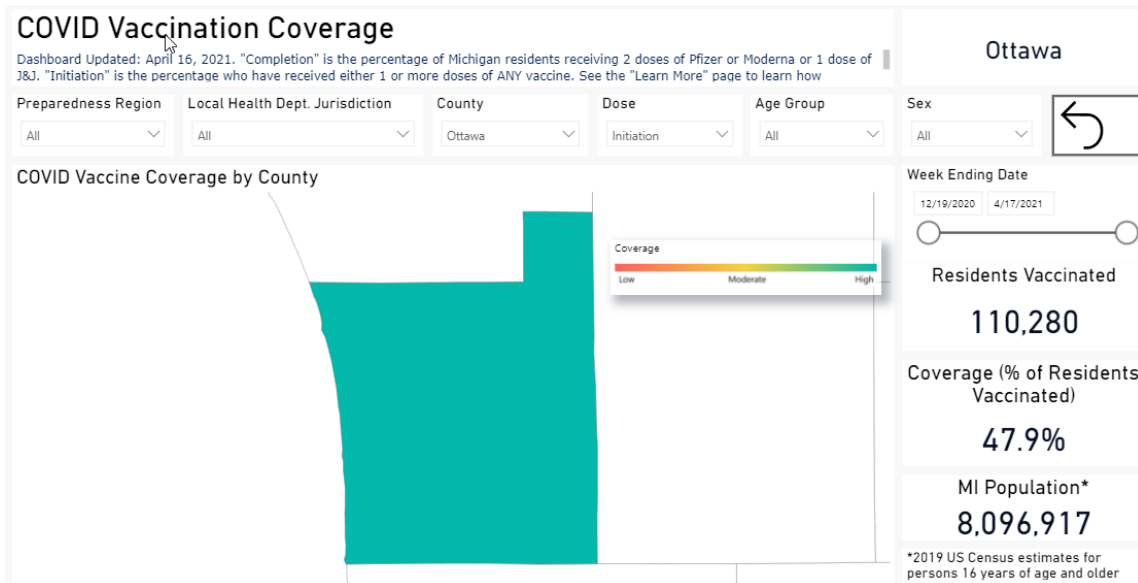 COVID Vaccination Coverage
Dashboard Updated: April 16, 2021. "Completion" is the percentage of Michigan residents receiving 2 doses of Pfizer or Moderna or 1 dose of
J&J. "Initiation" is the percentage who have received either 1 or more doses of ANY vaccine. See the "Learn More" page to learn how
Ottawa
Preparedness Region
All
Local Health Dept. Jurisdiction
All
County
Ottawa
Dose
Initiation
Age Group
All
Sex
All
COVID Vaccine Coverage by County
Coverage
Low Moderate High
Week Ending Date
12/19/2020 4/17/2021
Residents Vaccinated
110,280
Coverage (% of Residents
Vaccinated)
47.9%
MI Population*
8,096,917
*2019 US Census estimates for
persons 16 years of age and older